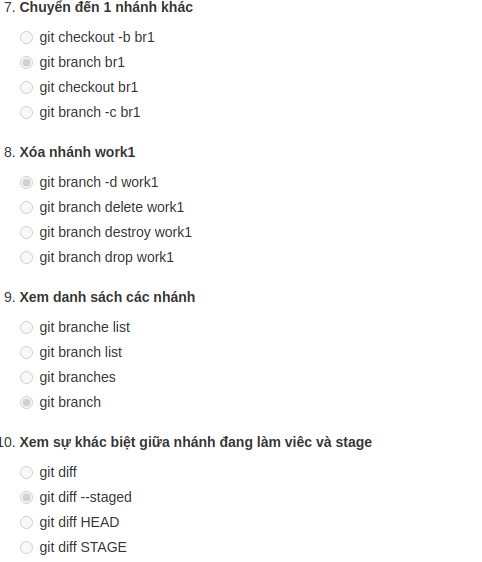 7. Chuyển đến 1 nhánh khác
git checkout -b br1
git branch br1
git checkout br1
git branch -c br1
8. Xóa nhánh work1
git branch -d work1
git branch delete work1
git branch destroy work1
git branch drop work1
9. Xem danh sách các nhánh
git branche list
git branch list
git branches
git branch
10. Xem sự khác biệt giữa nhánh đang làm viêc và stage
git diff
git diff --staged
git diff HEAD
git diff STAGE